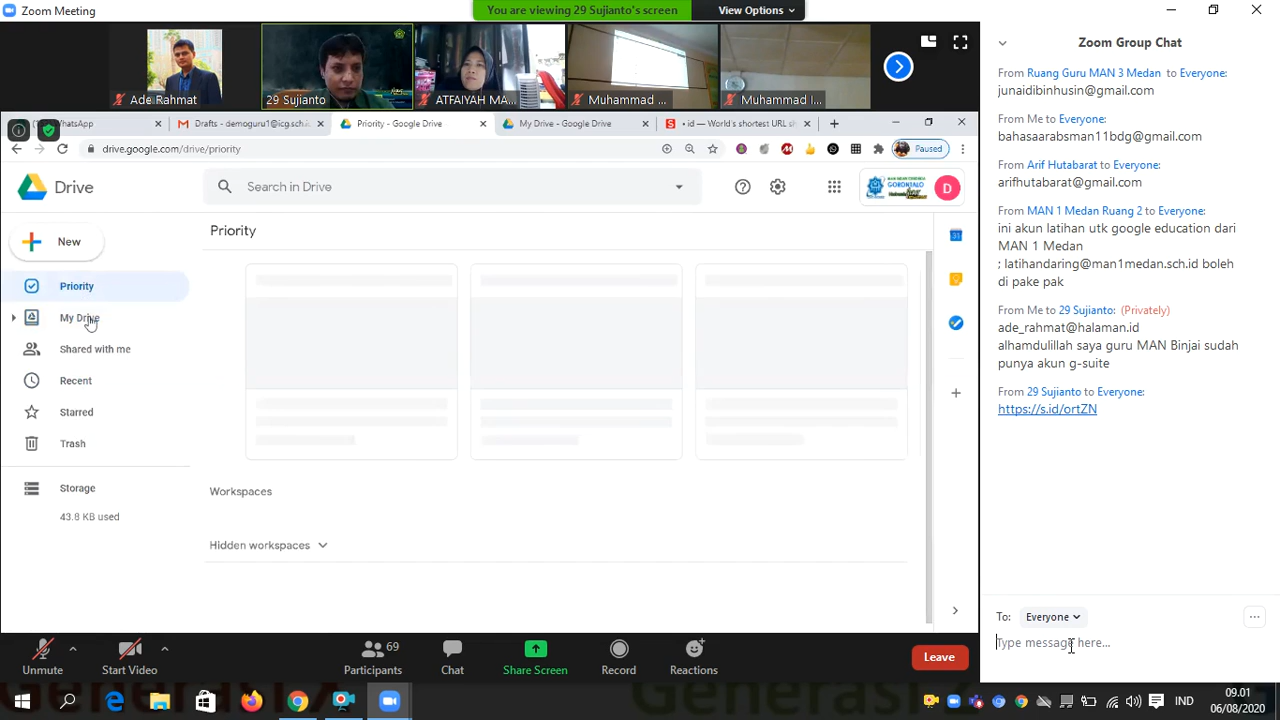 Zoom Meeting
You are viewing 29 Sujianto's screen
View Options
Ade Rahmat
29 Sujianto
ATFAIYAH MA...
Muhammad ...
Muhammad I...
WhatsApp
Drafts - demoguru1@icg.sch.i
Priority - Google Drive
My Drive - Google Drive
• id — World's shortest URL sh
drive.google.com/drive/priority
Paused
Drive
Search in Drive
GORONTALO
D
New
Priority
My Drive
Shared with me
Recent
Starred
Trash
Storage
43.8 KB used
Priority
Workspaces
Hidden workspaces
31
Unmute
Start Video
69
Participants
Chat
Share Screen
Record
Reactions
Leave
Zoom Group Chat
From Ruang Guru MAN 3 Medan to Everyone:
junaidibinhusin@gmail.com
From Me to Everyone:
bahasaarabsman11bdg@gmail.com
From Arif Hutabarat to Everyone:
arifhutabarat@gmail.com
From MAN 1 Medan Ruang 2 to Everyone:
ini akun latihan utk google education dari
MAN 1 Medan
; latihandaring@man1medan.sch.id boleh
di pake pak
From Me to 29 Sujianto: (Privately)
ade_rahmat@halaman.id
alhamdulillah saya guru MAN Binjai sudah
punya akun g-suite
From 29 Sujianto to Everyone:
https://s.id/ortZN
To: Everyone
Type message here...
IND
09.01
06/08/2020